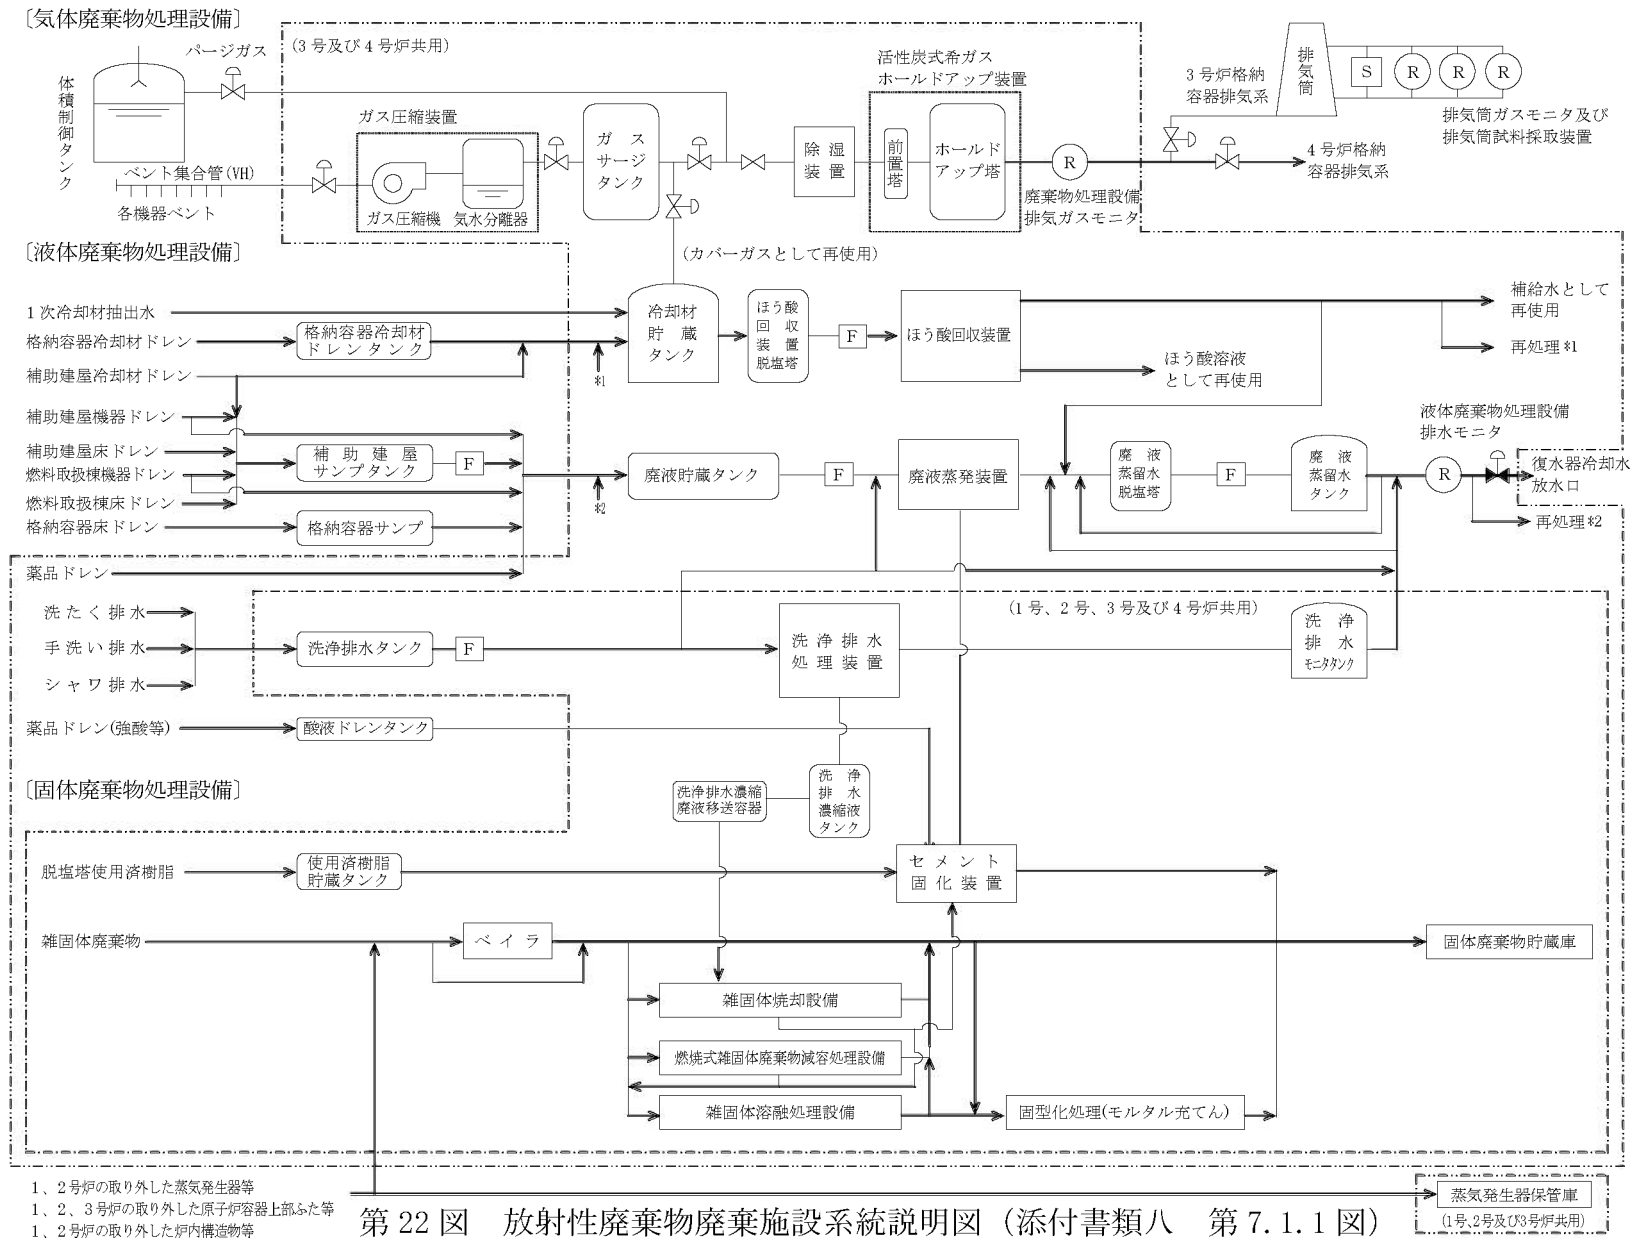 〔気体廃棄物処理設備〕
パージガス
(3号及び4号炉共用)
体積制御タンク
ガス圧縮装置
ガス
サージ
タンク
除湿
装置
活性炭式希ガス
ホールドアップ装置
前置塔
ホールド
アップ塔
R
廃棄物処理設備
排気ガスモニタ
3号炉格納
容器排気系
排気筒
S
R
R
R
排気筒ガスモニタ及び
排気筒試料採取装置
4号炉格納
容器排気系
ベント集合管(VH)
各機器ベント
ガス圧縮機
気水分離器
〔液体廃棄物処理設備〕
(カバーガスとして再使用)
1次冷却材抽出水
格納容器冷却材ドレン
格納容器冷却材
ドレンタンク
補助建屋冷却材ドレン
※1
冷却材
貯蔵
タンク
ほう酸
回収
装置
脱塩塔
F
ほう酸回収装置
補給水として
再使用
再処理※1
ほう酸溶液
として再使用
補助建屋機器ドレン
補助建屋床ドレン
燃料取扱棟機器ドレン
燃料取扱棟床ドレン
格納容器床ドレン
補助建屋
サンプタンク
F
格納容器サンプ
※2
廃液貯蔵タンク
F
廃液蒸発装置
廃液
蒸留水
脱塩塔
F
廃液
蒸留水
タンク
液体廃棄物処理設備
排水モニタ
R
復水器冷却水
放水口
再処理※2
薬品ドレン
洗たく排水
手洗い排水
シャワ排水
洗浄排水タンク
F
洗浄排水
処理装置
(1号、2号、3号及び4号炉共用)
洗浄
排水
モニタタンク
薬品ドレン(強酸等)
酸液ドレンタンク
〔固体廃棄物処理設備〕
洗浄排水濃縮
廃液移送容器
洗浄
排水
濃縮液
タンク
脱塩塔使用済樹脂
使用済樹脂
貯蔵タンク
セメント
固化装置
雑固体廃棄物
ベイラ
固体廃棄物貯蔵庫
雑固体焼却設備
燃焼式雑固体廃棄物減容処理設備
雑固体溶融処理設備
固型化処理(モルタル充てん)
1、2号炉の取り外した蒸気発生器等
1、2、3号炉の取り外した原子炉容器上部ふた等
1、2号炉の取り外した炉内構造物等
蒸気発生器保管庫
(1号、2号及び3号炉共用)
第22図 放射性廃棄物廃棄施設系統説明図(添付書類八 第7.1.1図)